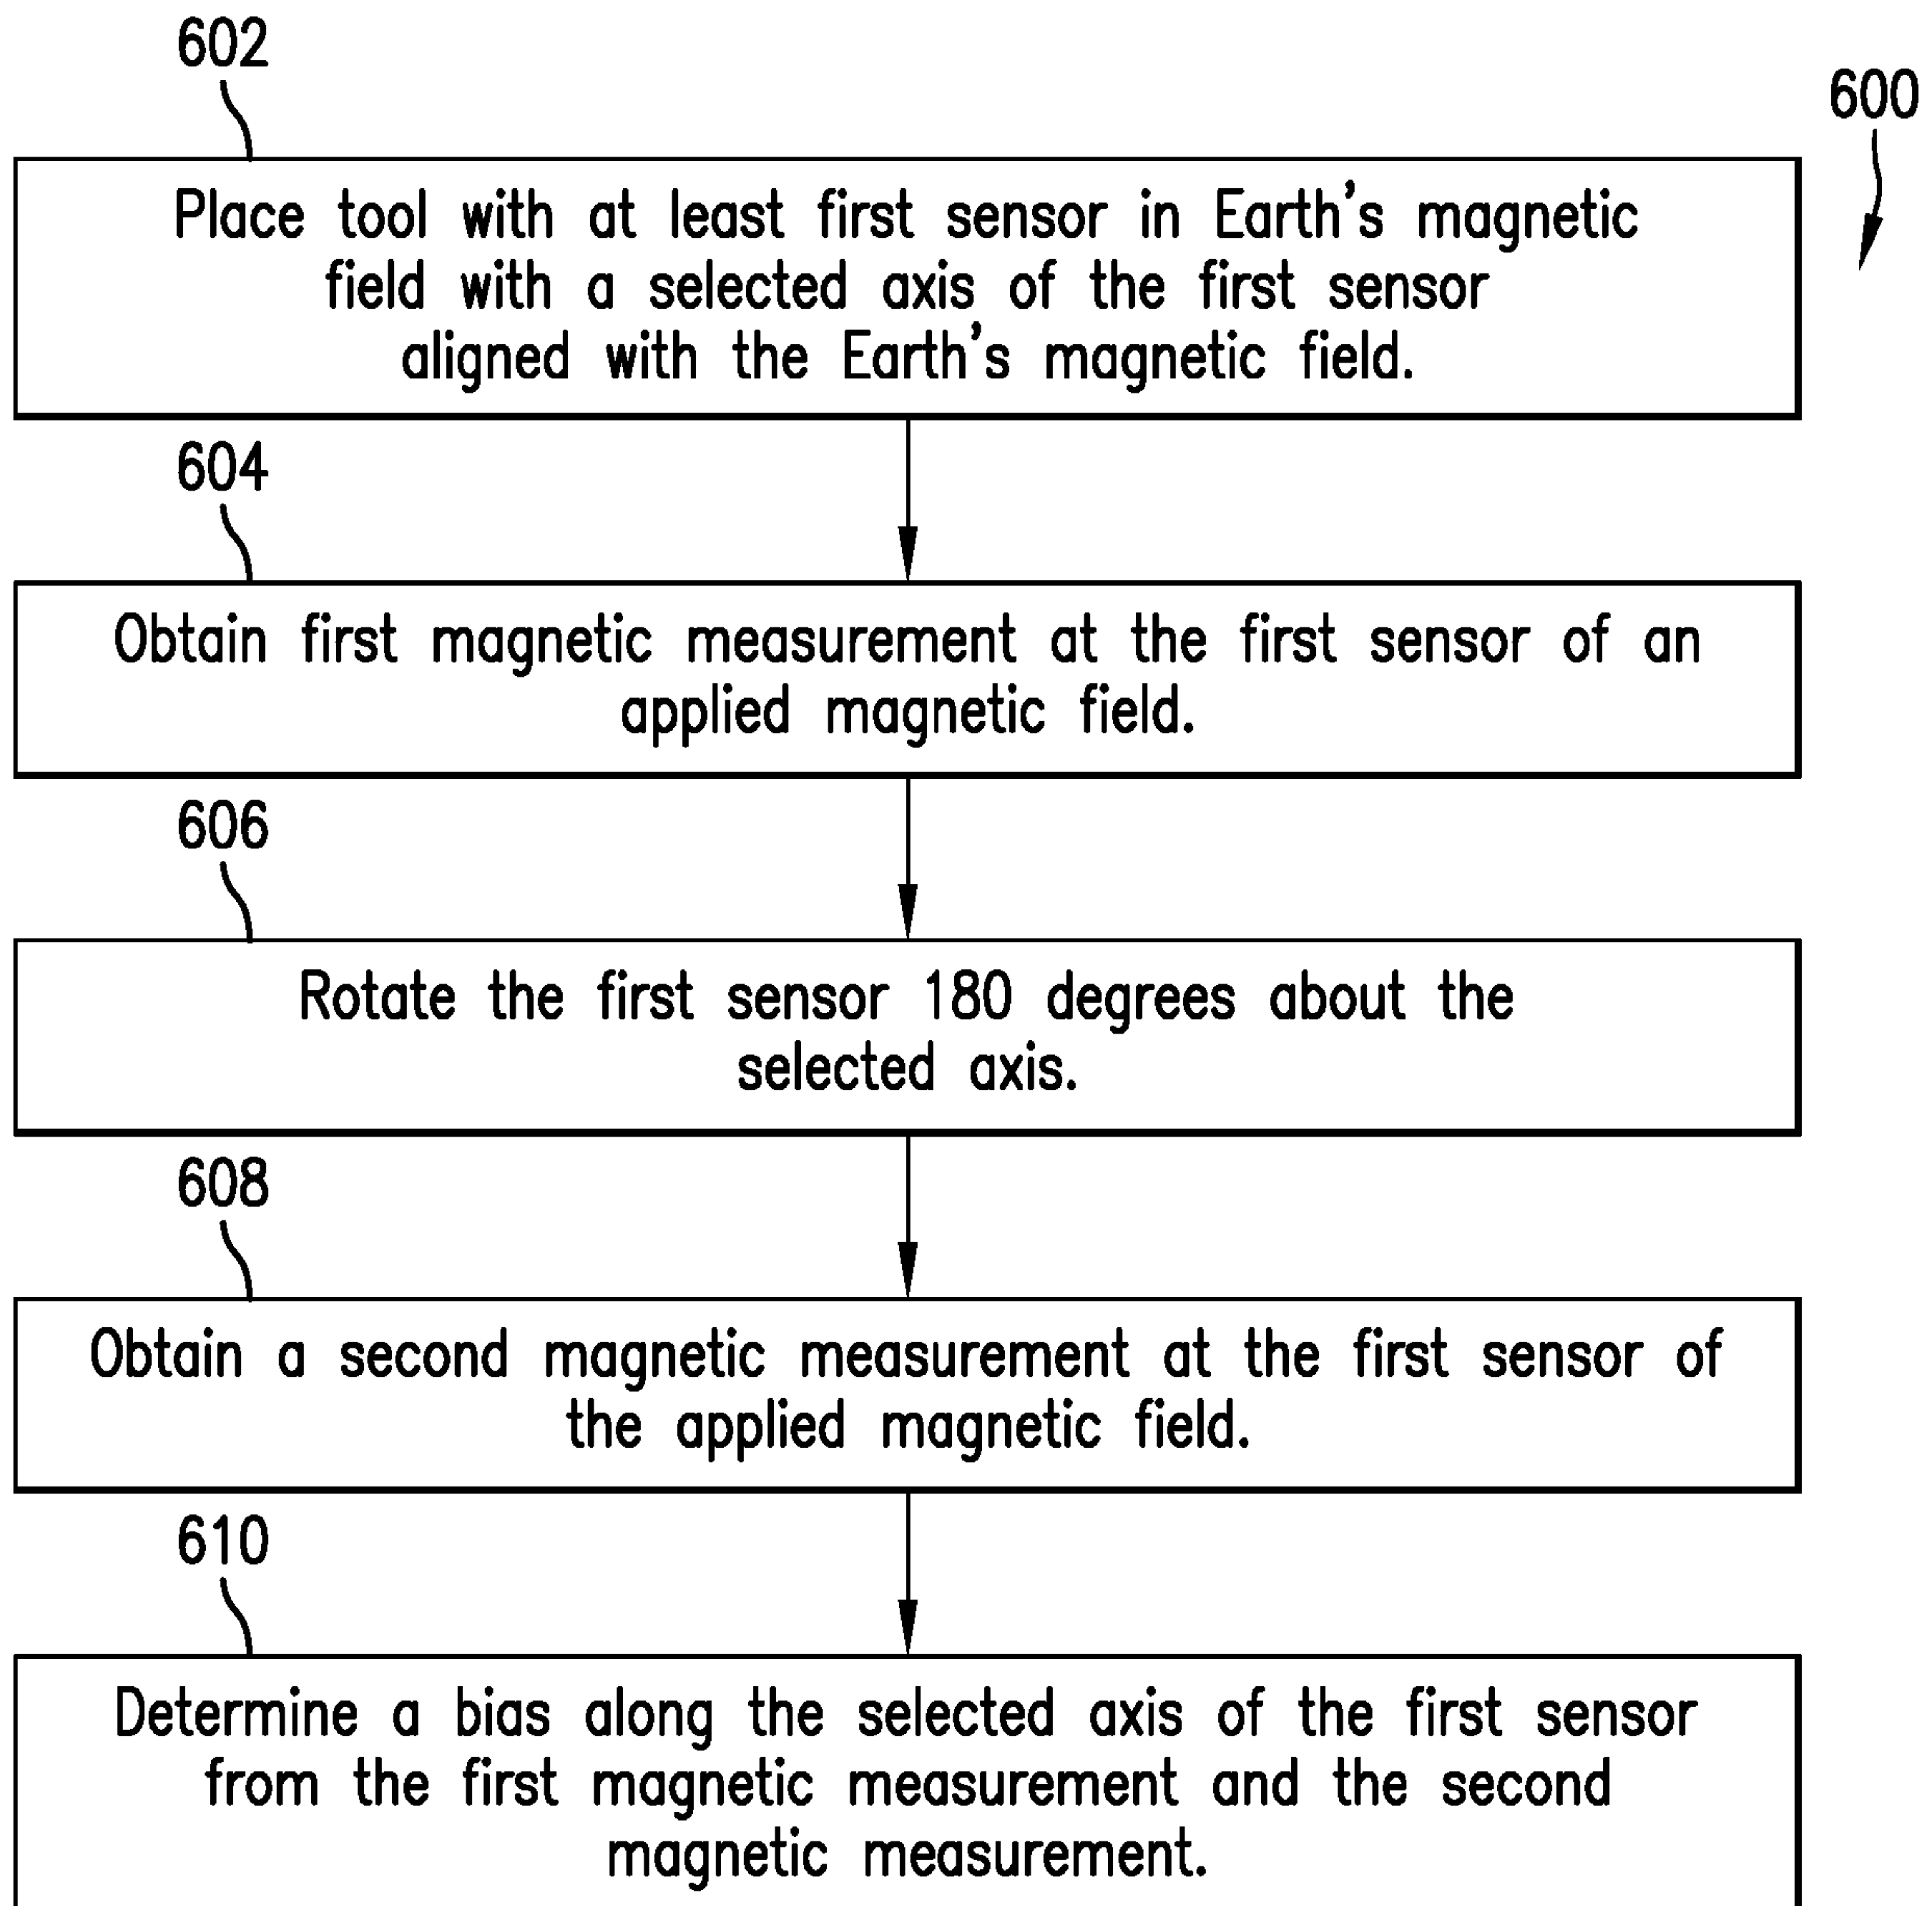 602
600
Place tool with at least first sensor in Earth's magnetic
field with a selected axis of the first sensor
aligned with the Earth's magnetic field.
604
Obtain first magnetic measurement at the first sensor of an
applied magnetic field.
606
Rotate the first sensor 180 degrees about the
selected axis.
608
Obtain a second magnetic measurement at the first sensor of
the applied magnetic field.
610
Determine a bias along the selected axis of the first sensor
from the first magnetic measurement and the second
magnetic measurement.